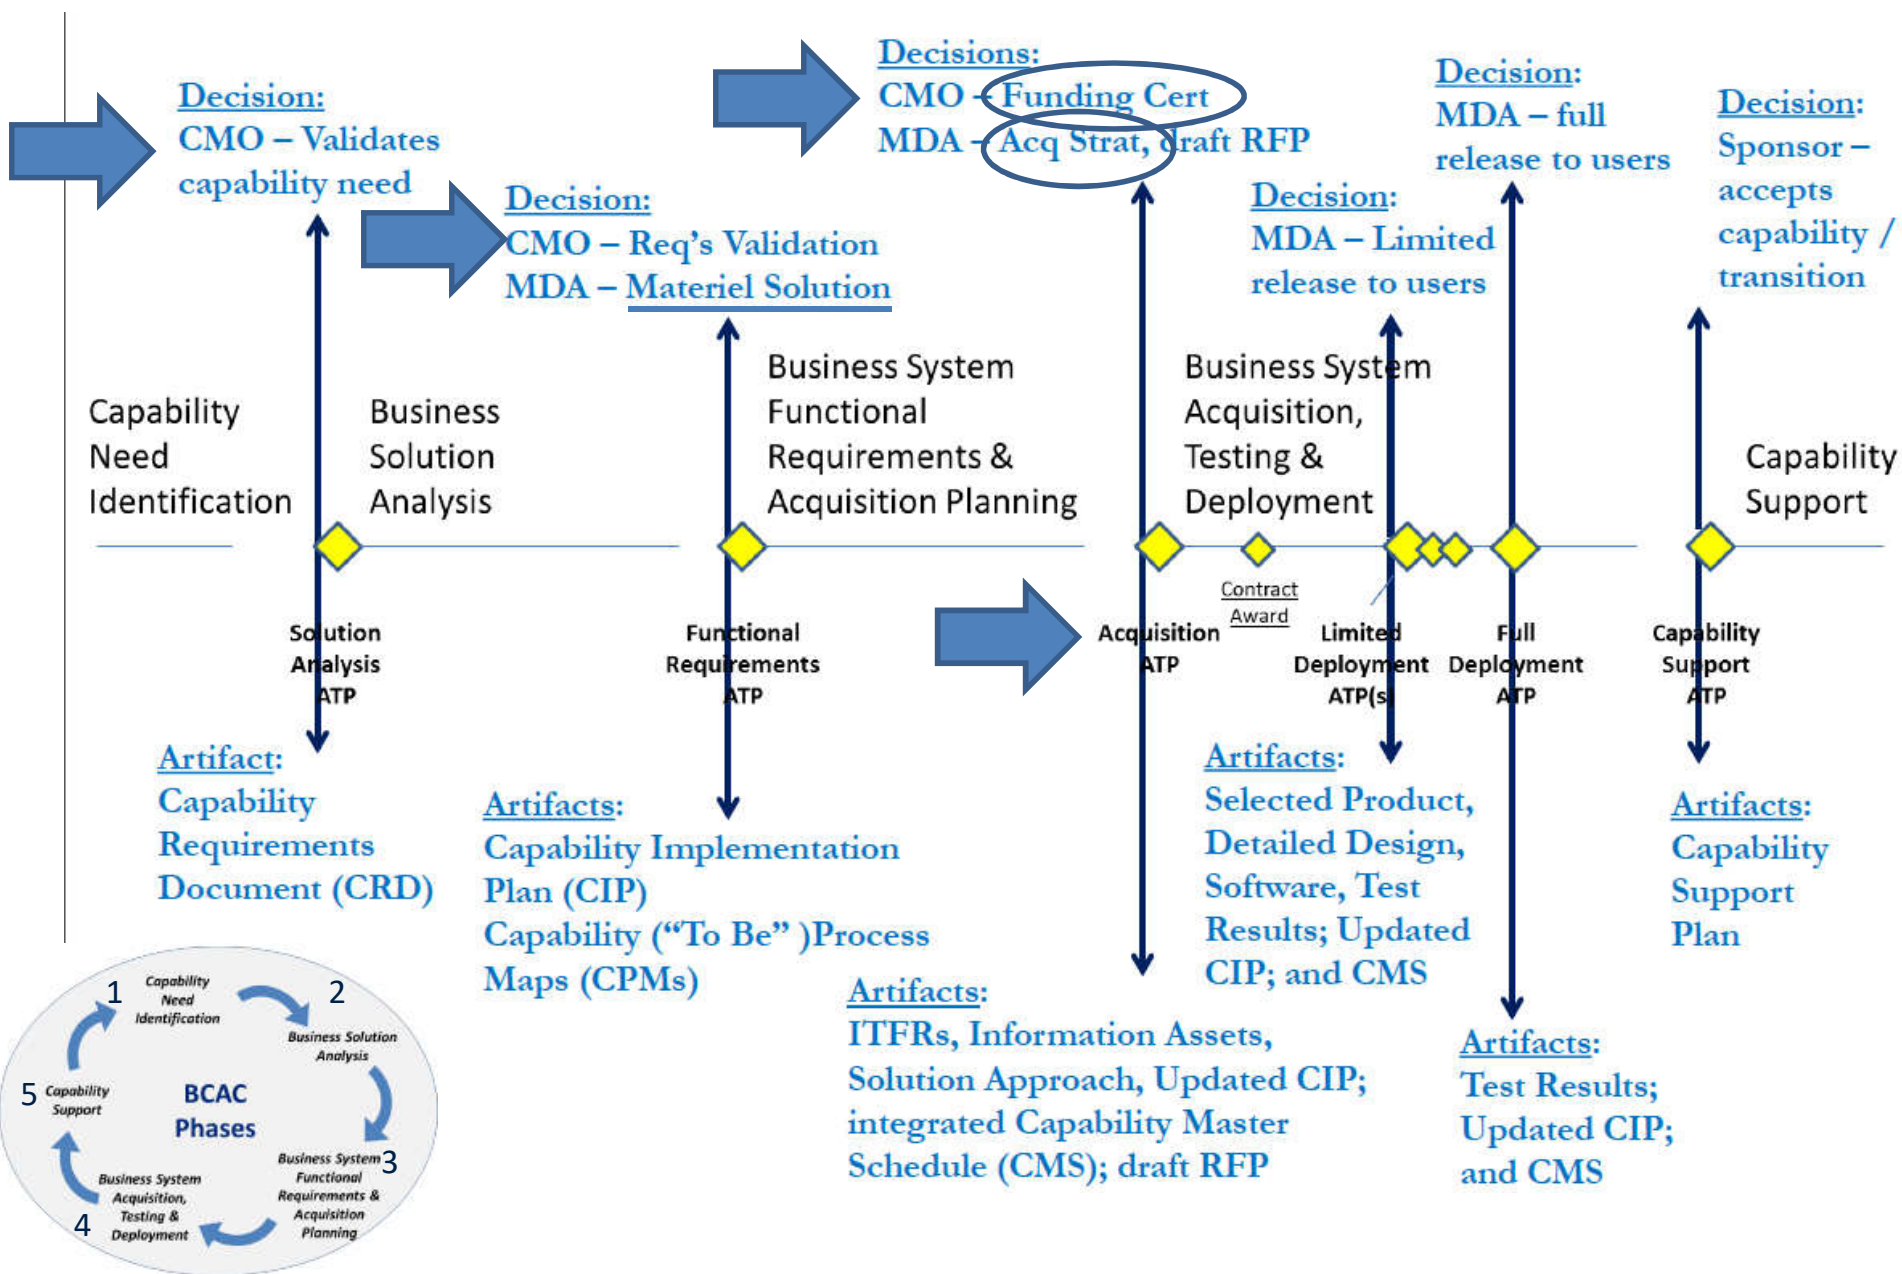 Decision:
CMO – Validates
capability need
Decision:
CMO – Req's Validation
MDA – Materiel Solution
Decisions:
CMO – Funding Cert
MDA – Acq Strat, draft RFP
Decision:
MDA – Limited
release to users
Decision:
MDA – full
release to users
Decision:
Sponsor –
accepts
capability /
transition
Capability
Need
Identification
Business
Solution
Analysis
Business System
Functional
Requirements &
Acquisition Planning
Business System
Acquisition,
Testing &
Deployment
Capability
Support
Contract
Award
Solution
Analysis
ATP
Functional
Requirements
ATP
Acquisition
ATP
Limited
Deployment
ATP(s)
Full
Deployment
ATP
Capability
Support
ATP
Artifact:
Capability
Requirements
Document (CRD)
Artifacts:
Capability Implementation
Plan (CIP)
Capability (“To Be” )Process
Maps (CPMs)
Artifacts:
ITFRs, Information Assets,
Solution Approach, Updated CIP;
integrated Capability Master
Schedule (CMS); draft RFP
Artifacts:
Selected Product,
Detailed Design,
Software, Test
Results; Updated
CIP; and CMS
Artifacts:
Test Results;
Updated CIP;
and CMS
Artifacts:
Capability
Support
Plan
BCAC
Phases
1
Capability
Need
Identification
2
Business Solution
Analysis
3
Business System
Functional
Requirements &
Acquisition
Planning
4
Business System
Acquisition,
Testing &
Deployment
5
Capability
Support